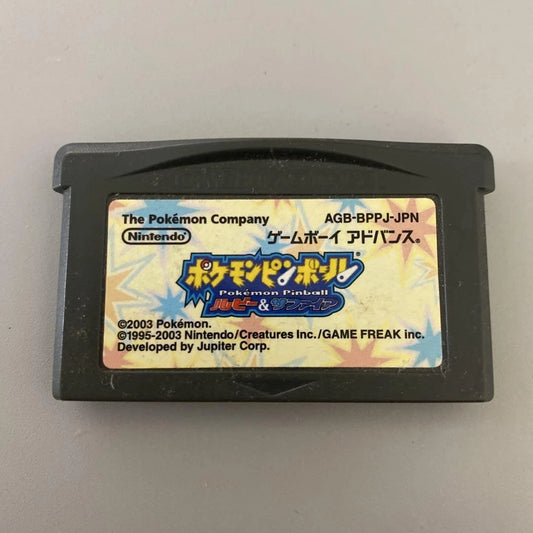 The Pokémon Company AGB-BPPJ-JPN
Nintendo® ゲームボーイ アドバンス®
ポケモンピンボール
Pokémon Pinball
ルビー&サファイア
©2003 Pokémon.
©1995-2003 Nintendo/Creatures Inc./GAME FREAK inc.
Developed by Jupiter Corp.